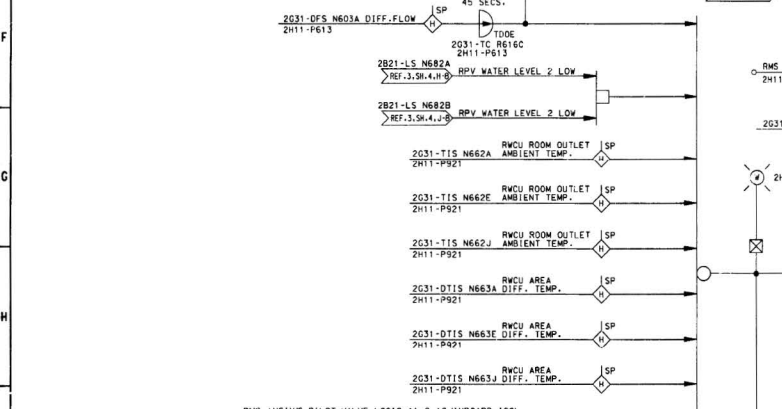 45 SECS.
SP
2G31-DFS N603A DIFF.FLOW
H
2H11-P613
TDOE
2G31-TC R616C
2H11-P613
F
RMS
2H11
2B21-LS N682A
REF.3,SH.4,H-8
RPV WATER LEVEL 2 LOW
2B21-LS N682B
REF.3,SH.4,J-8
RPV WATER LEVEL 2 LOW
2G31
RWCU ROOM OUTLET
SP
2G31-TIS N662A AMBIENT TEMP.
H
2H11-P921
G
RWCU ROOM OUTLET
SP
2G31-TIS N662E AMBIENT TEMP.
H
2H11-P921
2H
RWCU ROOM OUTLET
SP
2G31-TIS N662J AMBIENT TEMP.
H
2H11-P921
RWCU AREA
SP
2G31-DTIS N663A DIFF. TEMP.
H
2H11-P921
H
RWCU AREA
SP
2G31-DTIS N663E DIFF. TEMP.
H
2H11-P921
RWCU AREA
SP
2G31-DTIS N663J DIFF. TEMP.
H
2H11-P921